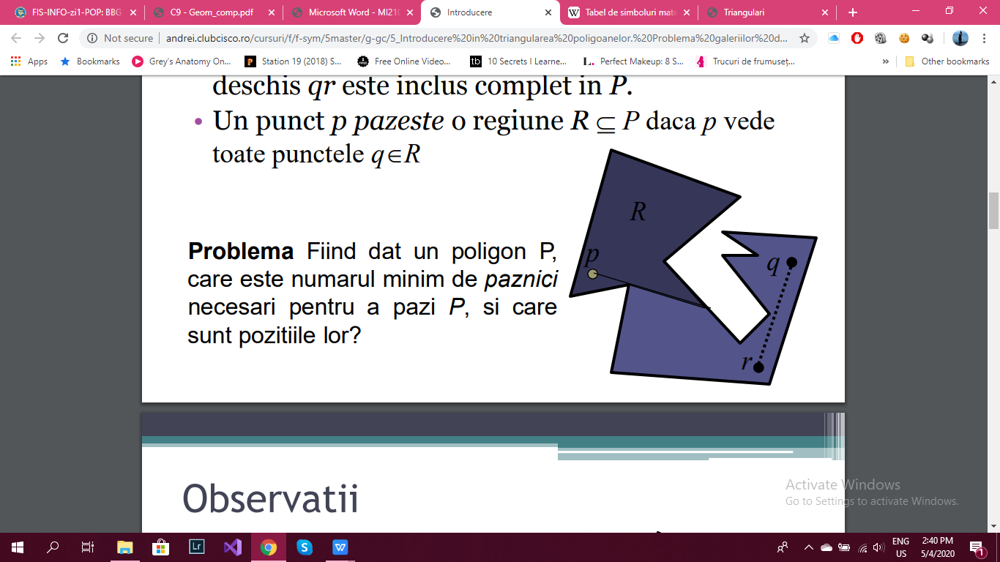 FIS-INFO-zi1-POP: BBG
C9 - Geom_comp.pdf
Microsoft Word - MI210
Introducere
Tabel de simboluri mate
Triangulari
Not secure | andrei.clubcisco.ro/cursuri/f/f-sym/5master/g-gc/5_Introducere%20in%20triangularea%20poligoanelor.%20Problema%20galeriilor%20d...
Apps
Bookmarks
Grey's Anatomy On...
Station 19 (2018) S...
Free Online Video...
tb 10 Secrets I Learne...
L. Perfect Makeup: 8 S...
Trucuri de frumuseț...
»
Other bookmarks
deschis qr este inclus complet in P.
• Un punct p pazeste o regiune R ⊆ P daca p vede
toate punctele q∈R
R
p
q
r
Problema Fiind dat un poligon P,
care este numarul minim de paznici
necesari pentru a pazi P, si care
sunt pozitiile lor?
Observatii
Activate Windows
Go to Settings to activate Windows.
Lr
S
W
ENG
US
2:40 PM
5/4/2020
1